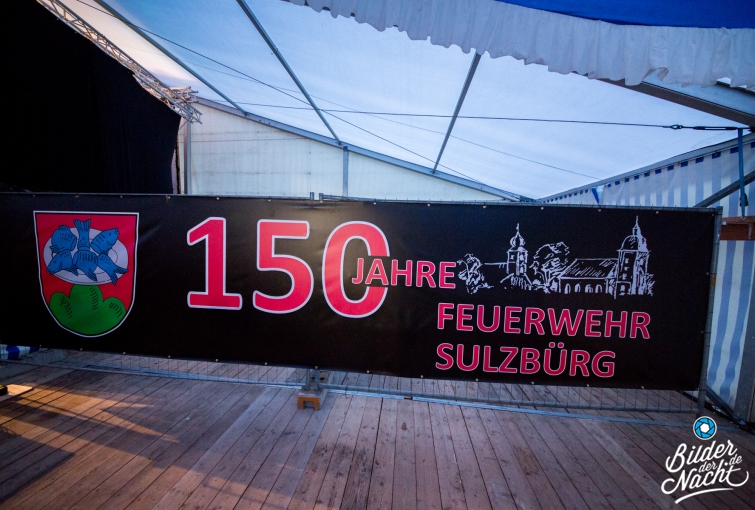 150 JAHRE
FEUERWEHR
SULZBÜRG
Bilder
der .de
Nacht